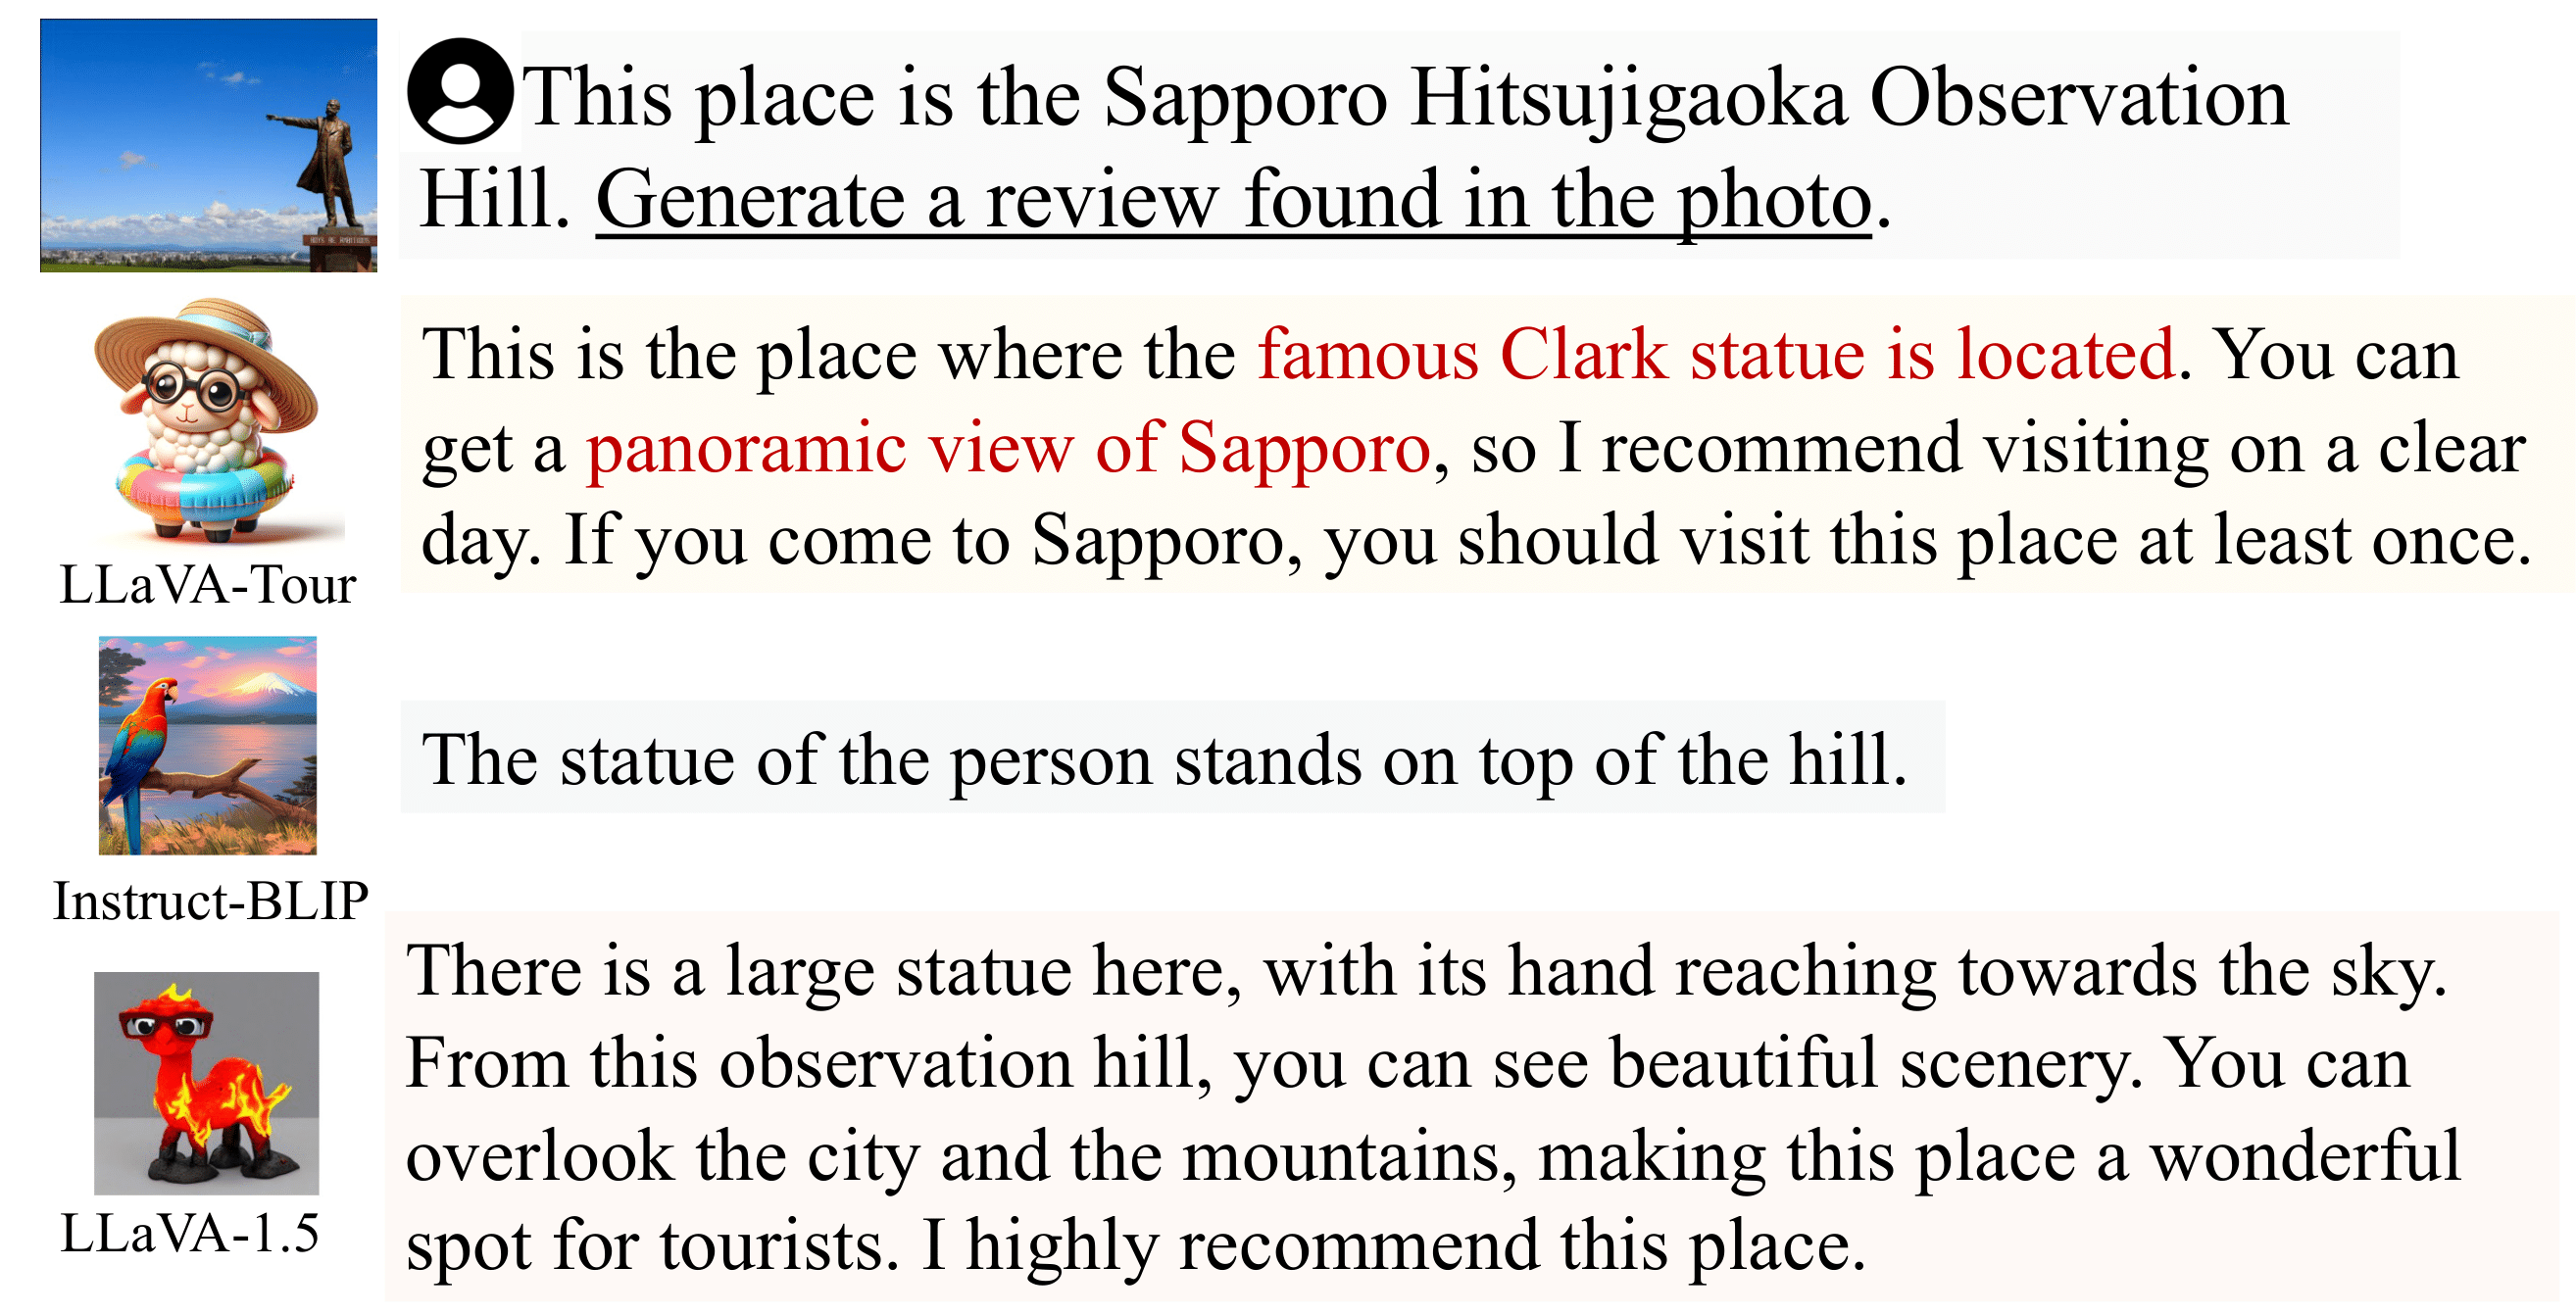 This place is the Sapporo Hitsujigaoka Observation
Hill. Generate a review found in the photo.
BOYS BE AMBITIOUS
This is the place where the famous Clark statue is located. You can
get a panoramic view of Sapporo, so I recommend visiting on a clear
day. If you come to Sapporo, you should visit this place at least once.
LLaVA-Tour
The statue of the person stands on top of the hill.
Instruct-BLIP
There is a large statue here, with its hand reaching towards the sky.
From this observation hill, you can see beautiful scenery. You can
overlook the city and the mountains, making this place a wonderful
spot for tourists. I highly recommend this place.
LLaVA-1.5